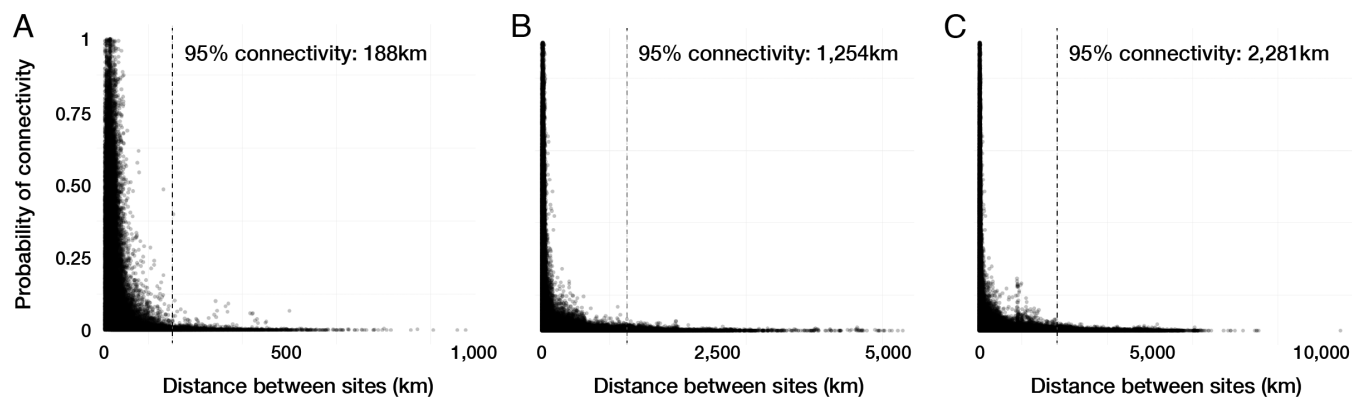 A
B
C
95% connectivity: 188km
95% connectivity: 1,254km
95% connectivity: 2,281km
Probability of connectivity
1
0.75
0.50
0.25
0
0
500
1,000
0
2,500
5,000
0
5,000
10,000
Distance between sites (km)
Distance between sites (km)
Distance between sites (km)